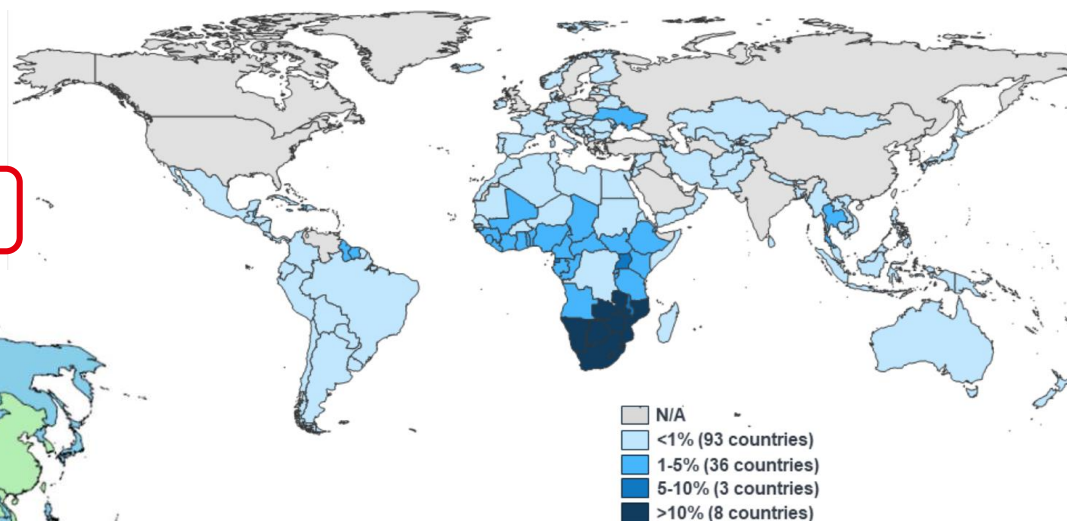 N/A
<1% (93 countries)
1-5% (36 countries)
5-10% (3 countries)
>10% (8 countries)